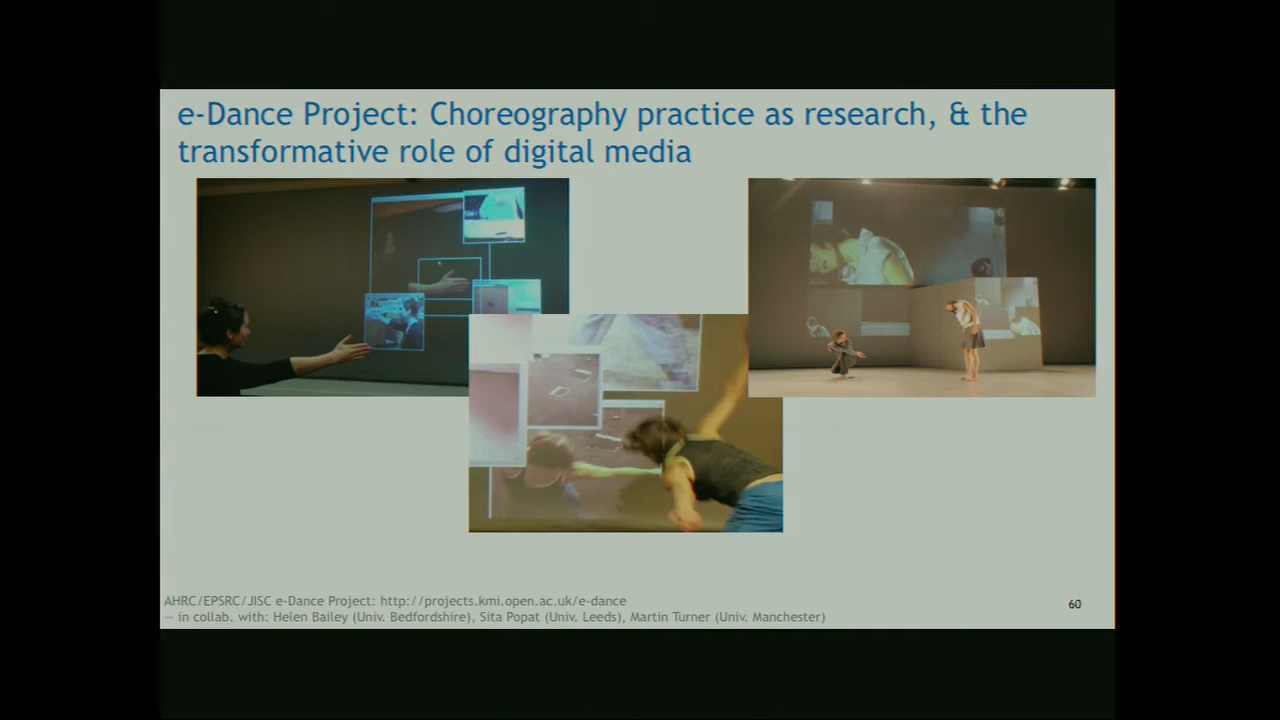 e-Dance Project: Choreography practice as research, & the
transformative role of digital media
AHRC/EPSRC/JISC e-Dance Project: http://projects.kmi.open.ac.uk/e-dance
— in collab. with: Helen Bailey (Univ. Bedfordshire), Sita Popat (Univ. Leeds), Martin Turner (Univ. Manchester)
60